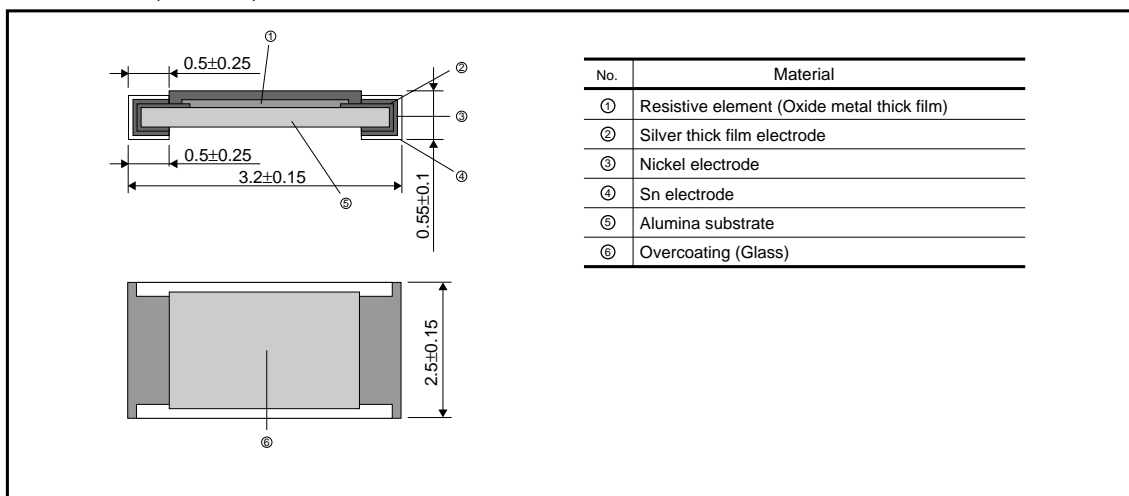 ①
0.5±0.25
②
③
0.5±0.25
④
3.2±0.15
⑤
0.55±0.1
2.5±0.15
⑥
No. Material
① Resistive element (Oxide metal thick film)
② Silver thick film electrode
③ Nickel electrode
④ Sn electrode
⑤ Alumina substrate
⑥ Overcoating (Glass)